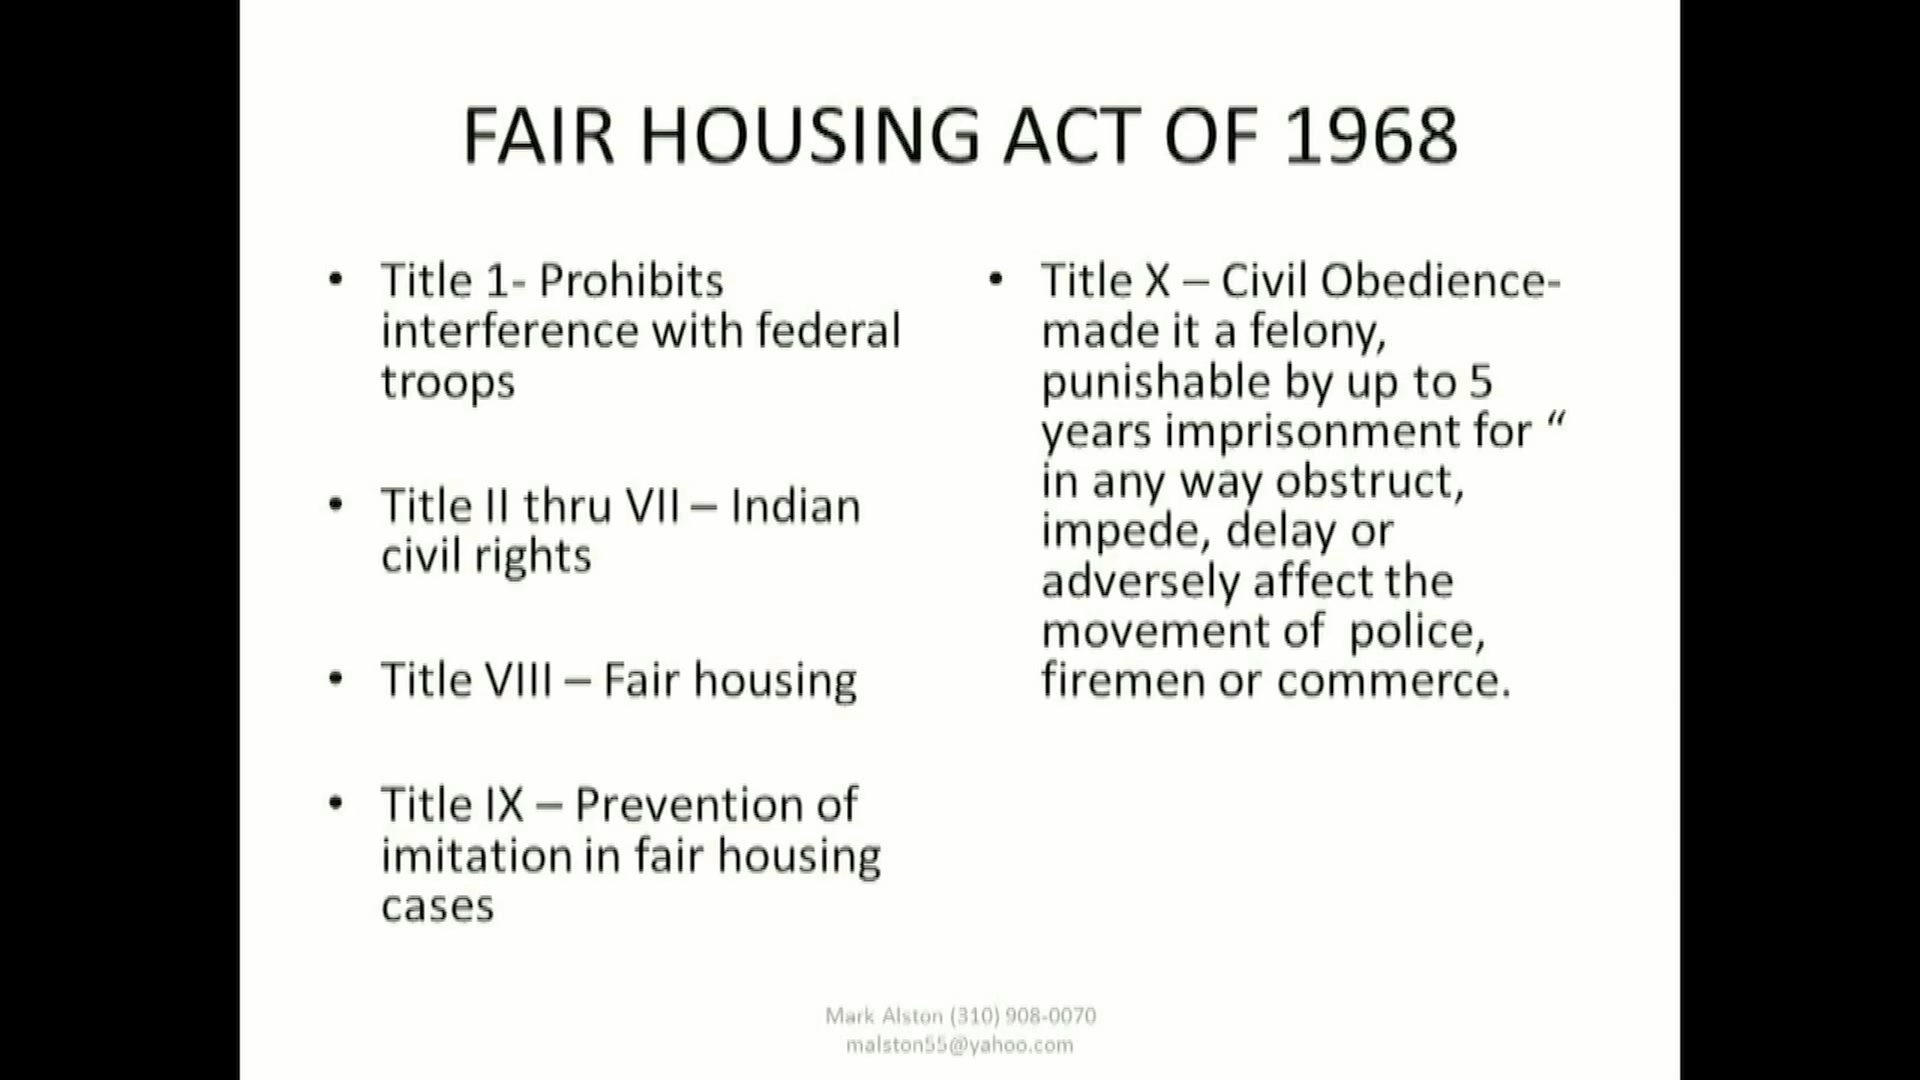 FAIR HOUSING ACT OF 1968
• Title 1- Prohibits
interference with federal
troops
• Title II thru VII – Indian
civil rights
• Title VIII – Fair housing
• Title IX – Prevention of
imitation in fair housing
cases
• Title X – Civil Obedience-
made it a felony,
punishable by up to 5
years imprisonment for “
in any way obstruct,
impede, delay or
adversely affect the
movement of  police,
firemen or commerce.
Mark Alston (310) 908-0070
malston55@yahoo.com